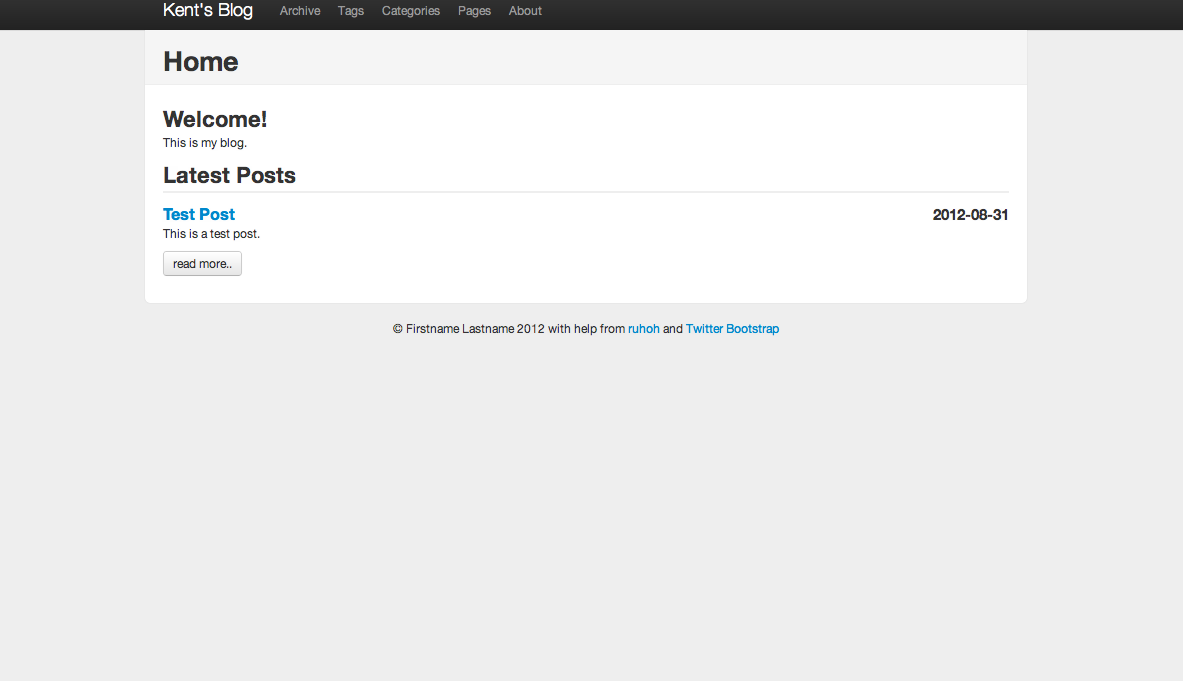 Kent's Blog Archive Tags Categories Pages About
Home
Welcome!
This is my blog.
Latest Posts
Test Post 2012-08-31
This is a test post.
read more..
© Firstname Lastname 2012 with help from ruhoh and Twitter Bootstrap